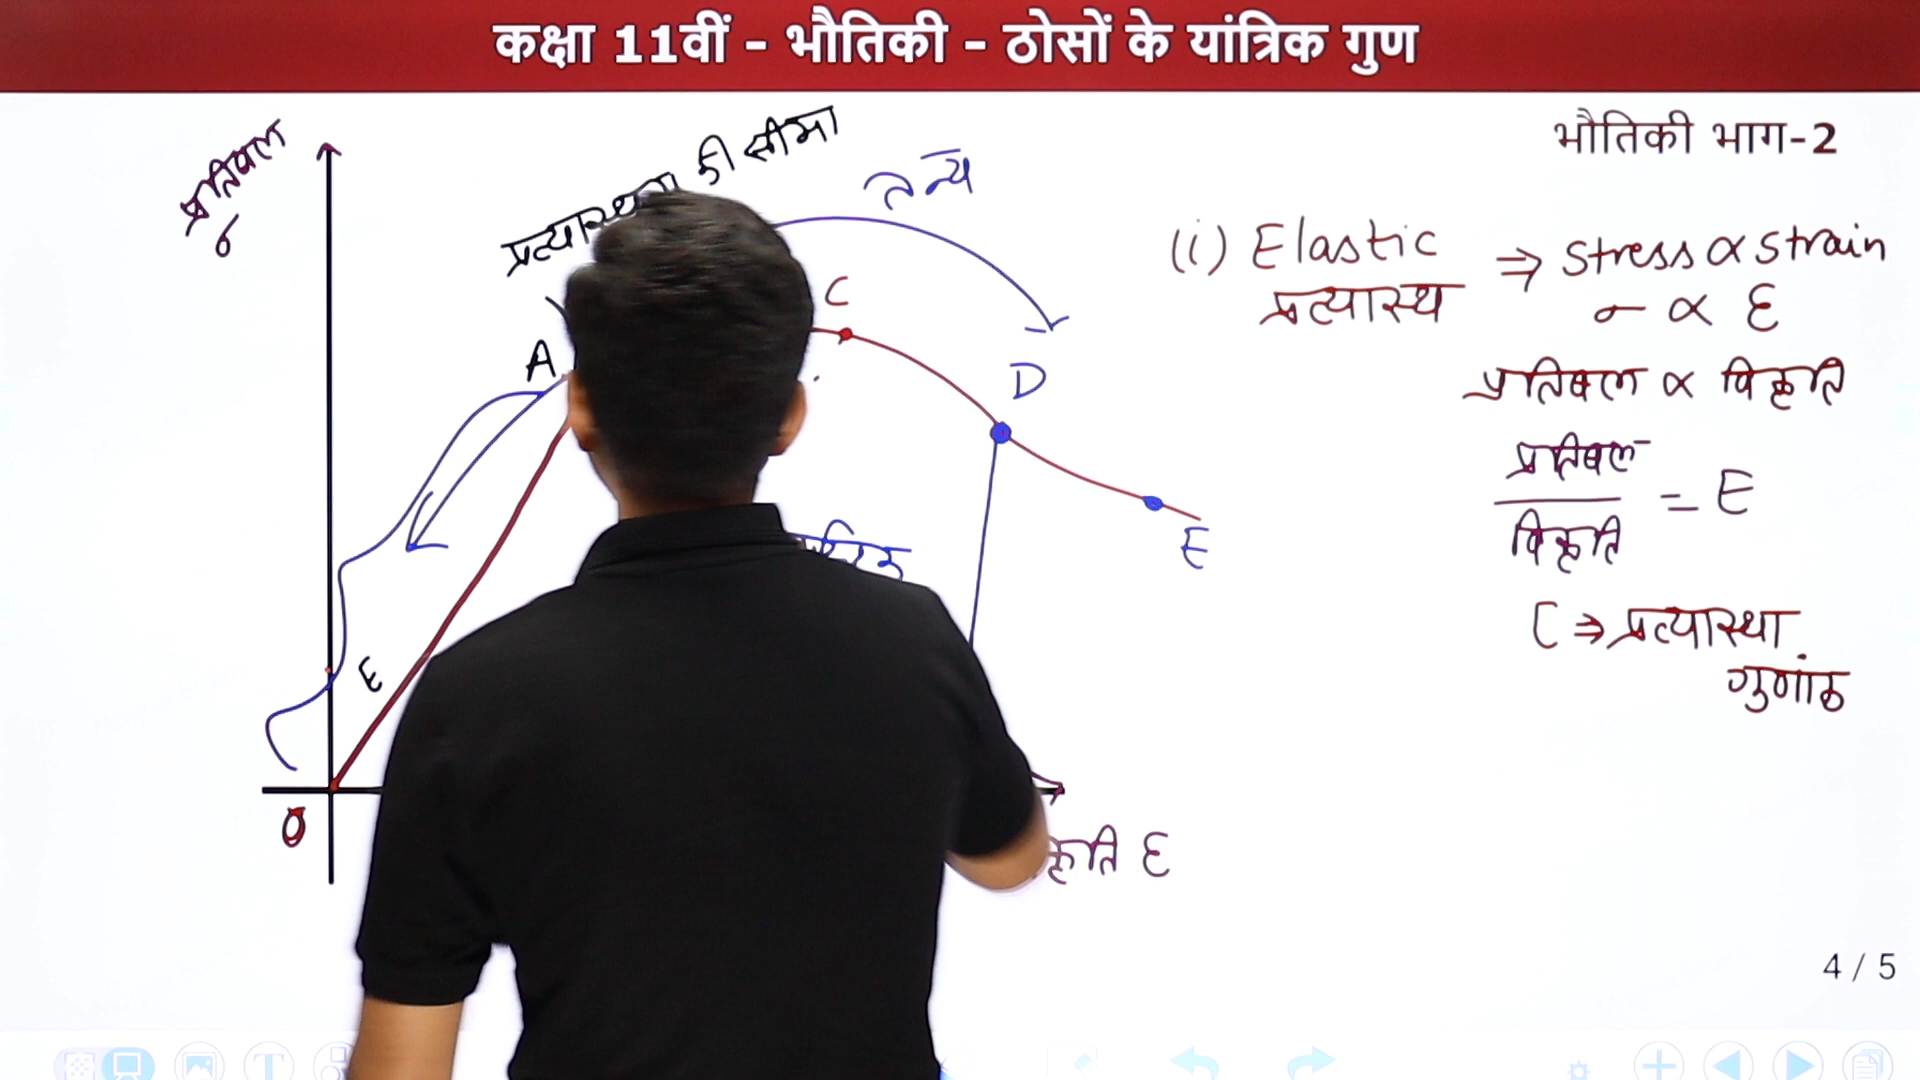 कक्षा 11वीं - भौतिकी - ठोसों के यांत्रिक गुण
भौतिकी भाग-2
प्रतिबल
σ
की सीमा
तन्य
A
C
D
E
E
O
ε
(i) Elastic ⇒ Stress ∝ Strain
प्रत्यास्थ σ ∝ ε
प्रतिबल ∝ विकृति
प्रतिबल
विकृति
= E
E ⇒ प्रत्यास्था
गुणांक
4 / 5
T